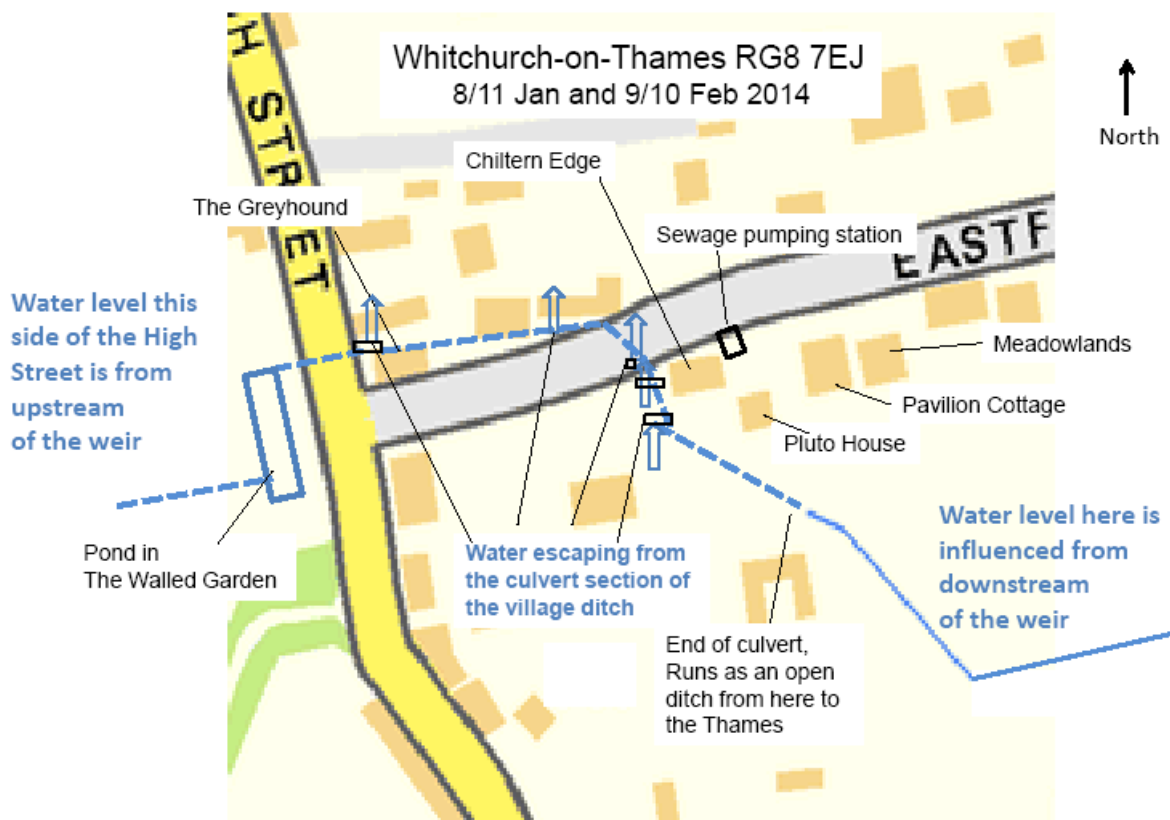 Whitchurch-on-Thames RG8 7EJ
8/11 Jan and 9/10 Feb 2014
North
H STREET
Chiltern Edge
The Greyhound
Sewage pumping station
EASTF
Water level this
side of the High
Street is from
upstream
of the weir
Meadowlands
Pavilion Cottage
Pluto House
Pond in
The Walled Garden
Water escaping from
the culvert section of
the village ditch
Water level here is
influenced from
downstream
of the weir
End of culvert,
Runs as an open
ditch from here to
the Thames